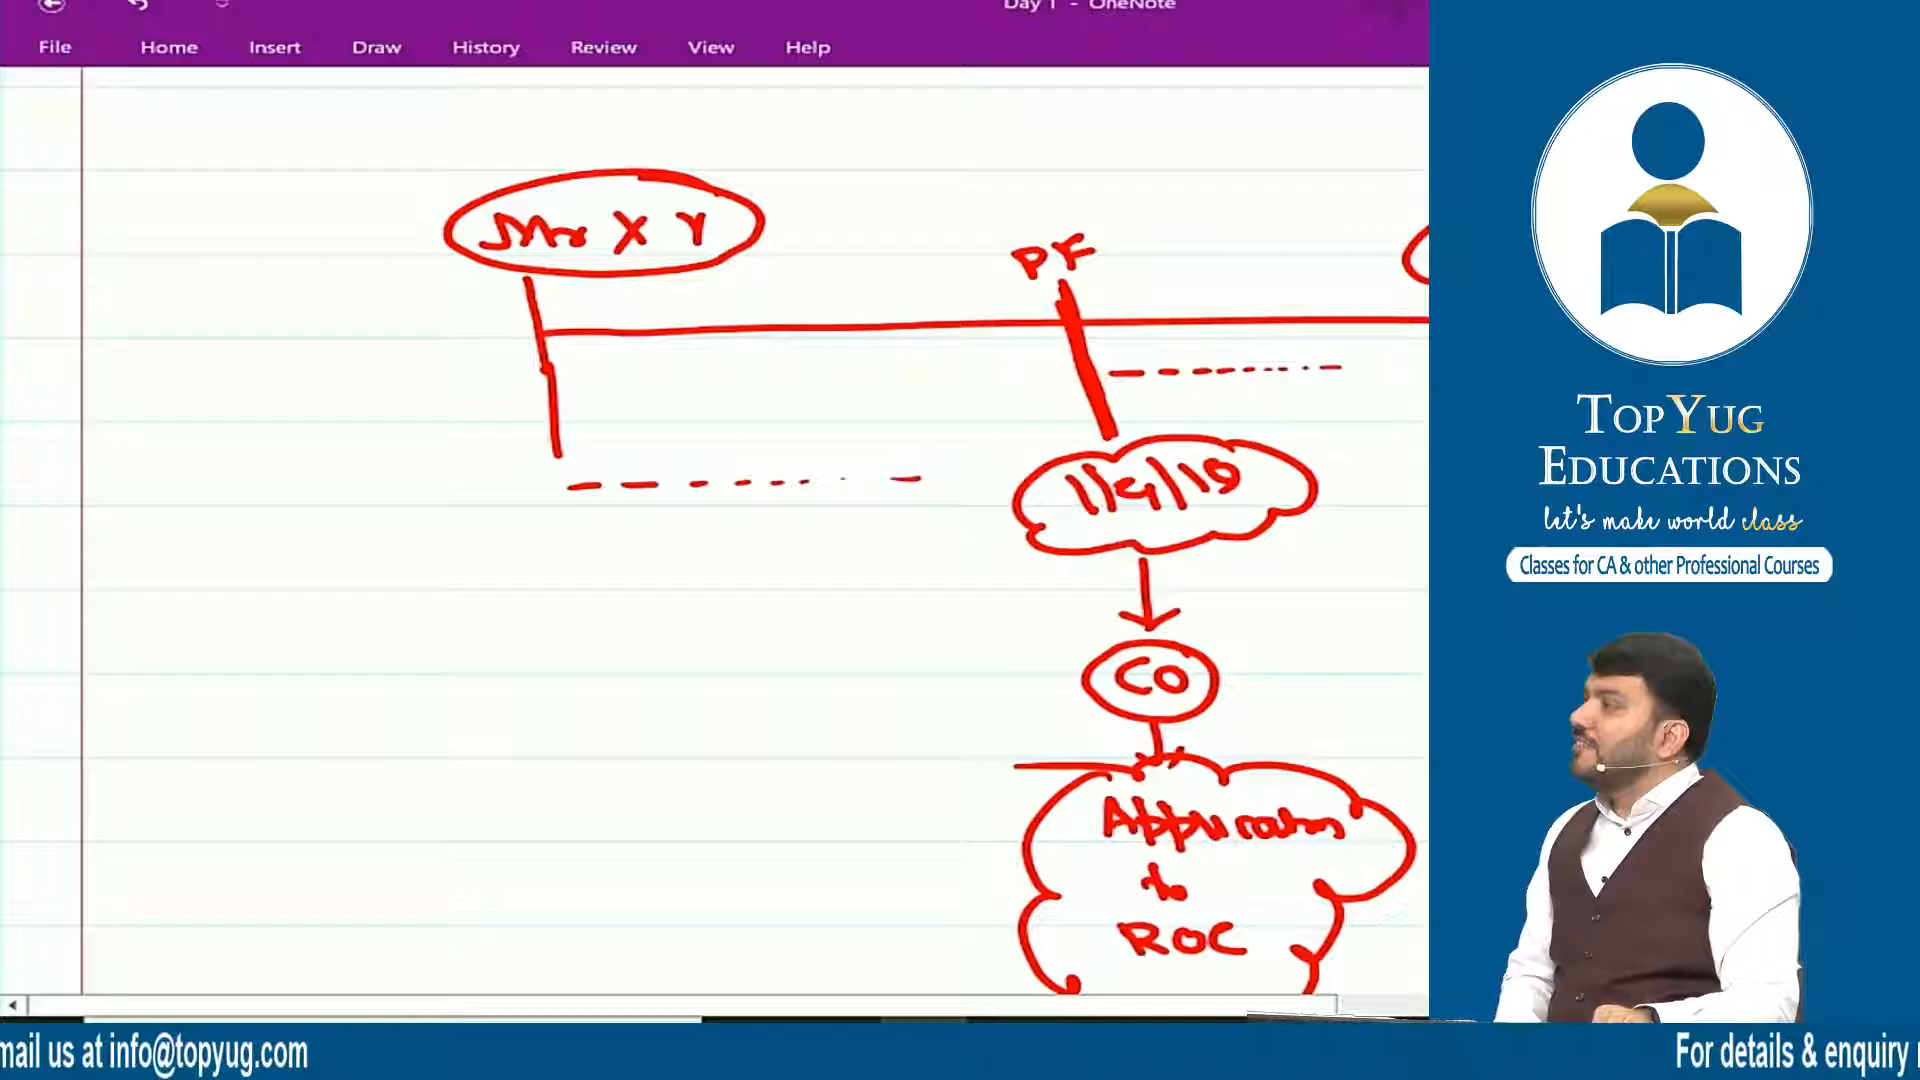 Day 1 - OneNote
File Home Insert Draw History Review View Help
Mr X Y
PF
1/4/18
CO
Application
to
ROC
TOPYUG
EDUCATIONS
let's make world class
Classes for CA & other Professional Courses
mail us at info@topyug.com
For details & enquiry